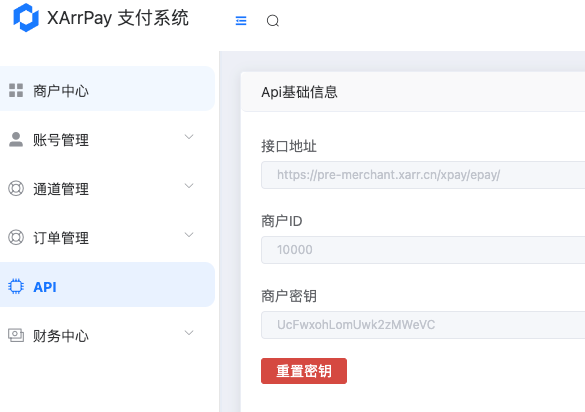 XArrPay 支付系统
商户中心
账号管理
通道管理
订单管理
API
财务中心
Api基础信息
接口地址
https://pre-merchant.xarr.cn/xpay/epay/
商户ID
10000
商户密钥
UcFwxohLomUwk2zMWeVC
重置密钥